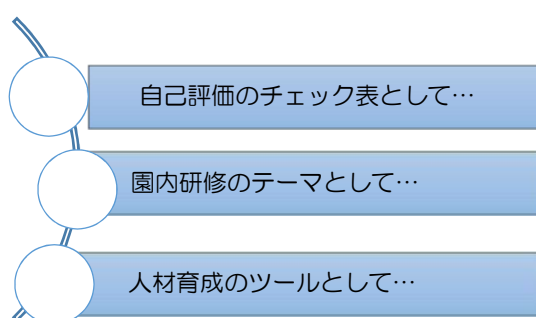 自己評価のチェック表として…
園内研修のテーマとして…
人材育成のツールとして…